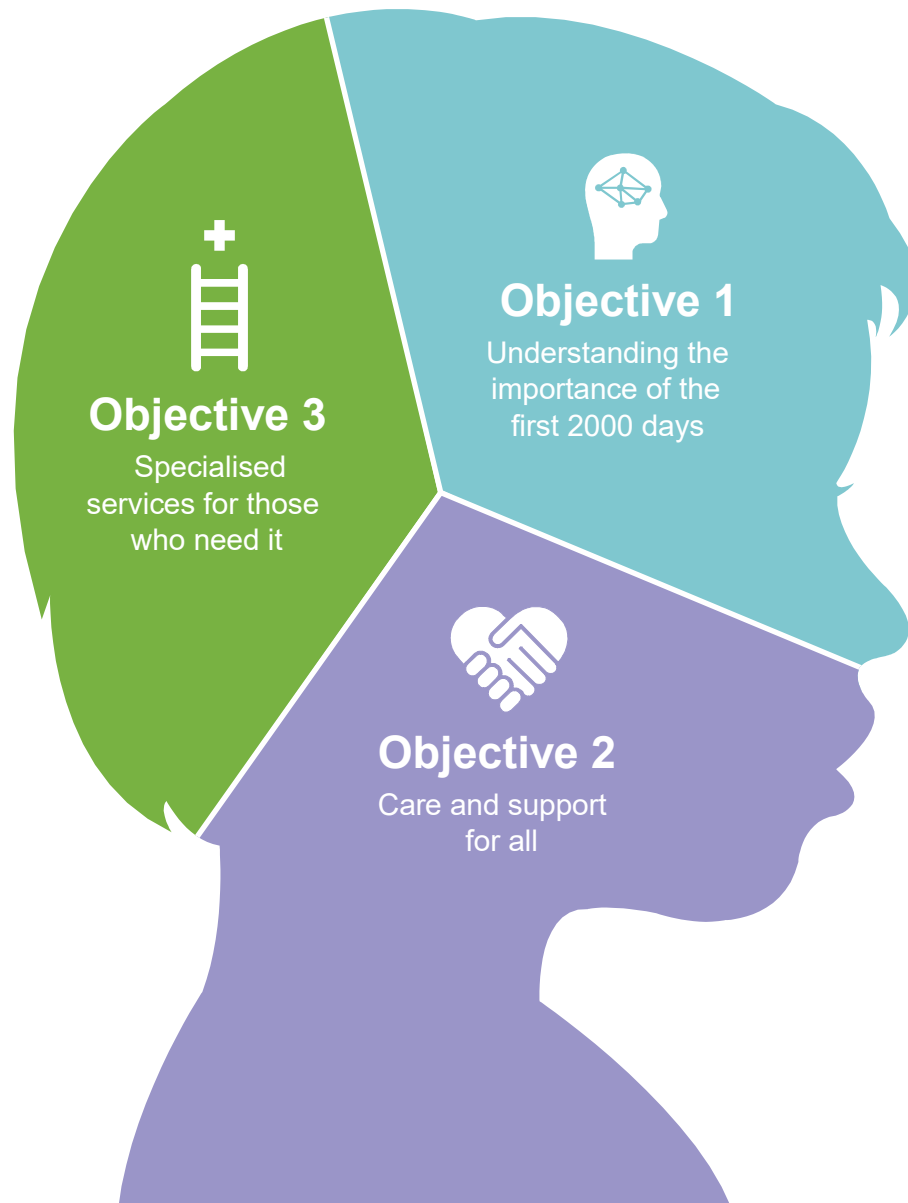 Objective 1
Understanding the
importance of the
first 2000 days
Objective 2
Care and support
for all
Objective 3
Specialised
services for those
who need it